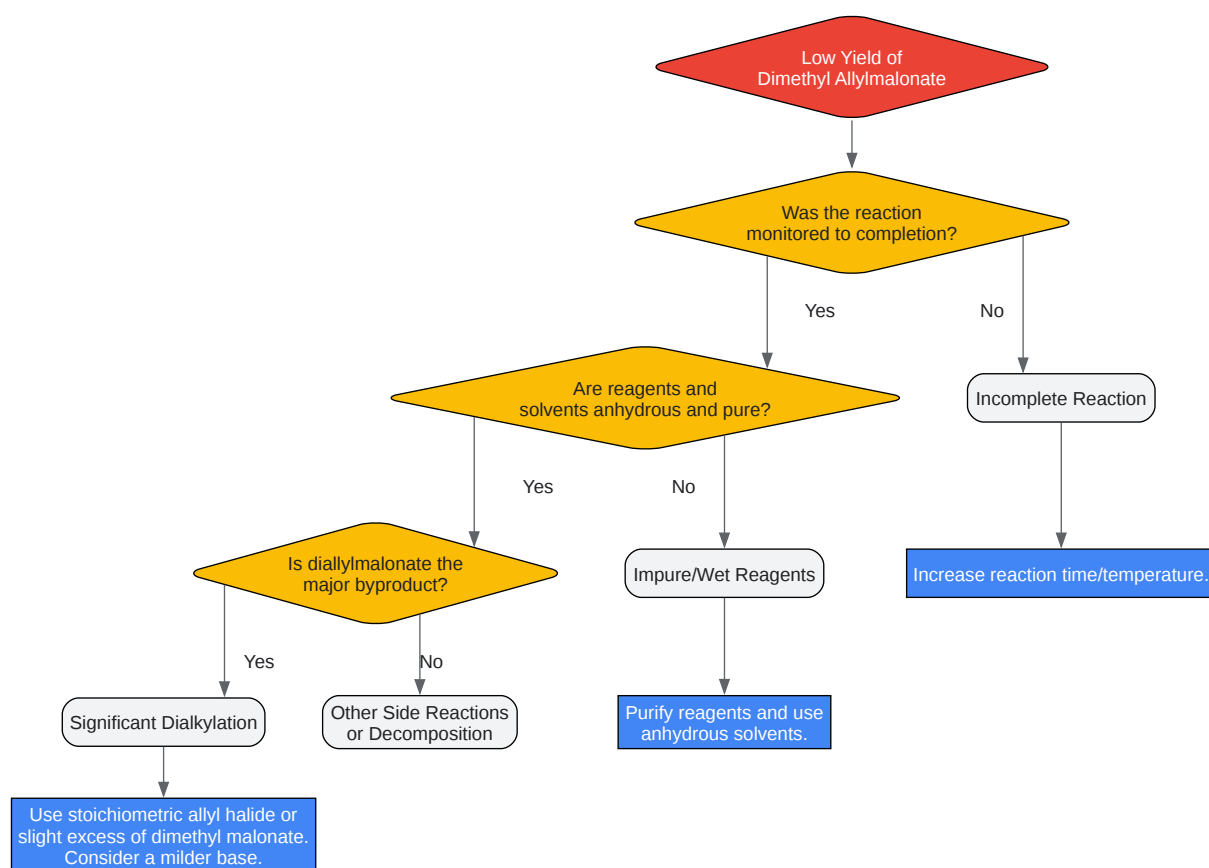 Low Yield of
Dimethyl Allylmalonate
Was the reaction
monitored to completion?
Yes
No
Are reagents and
solvents anhydrous and pure?
Incomplete Reaction
Yes
No
Is diallylmalonate the
major byproduct?
Impure/Wet Reagents
Increase reaction time/temperature.
Yes
No
Significant Dialkylation
Other Side Reactions
or Decomposition
Purify reagents and use
anhydrous solvents.
Use stoichiometric allyl halide or
slight excess of dimethyl malonate.
Consider a milder base.